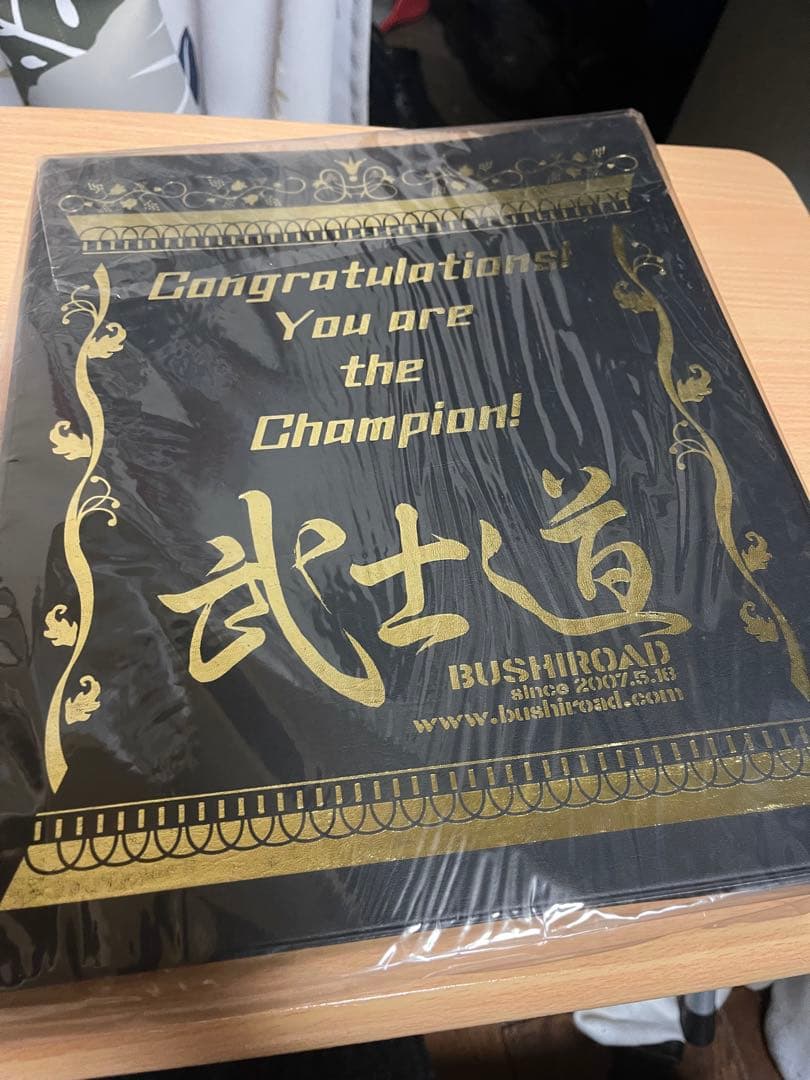 Congratulations!
You are
the
Champion!
武士道
BUSHIROAD
since 2007.5.18
www.bushiroad.com